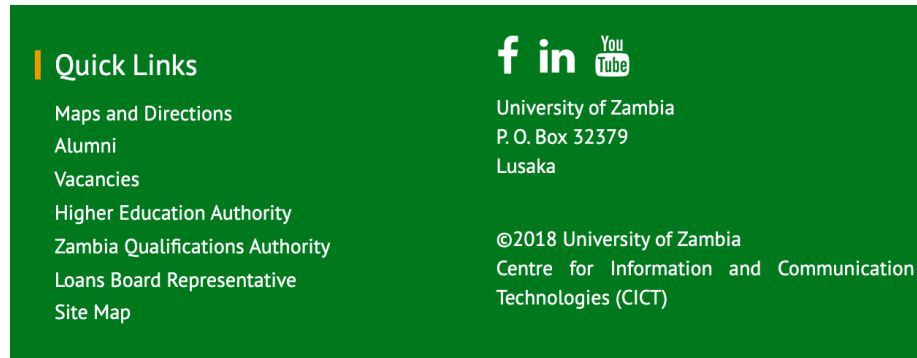 Quick Links
Maps and Directions
Alumni
Vacancies
Higher Education Authority
Zambia Qualifications Authority
Loans Board Representative
Site Map
f in You
Tube
University of Zambia
P. O. Box 32379
Lusaka
©2018 University of Zambia
Centre for Information and Communication
Technologies (CICT)